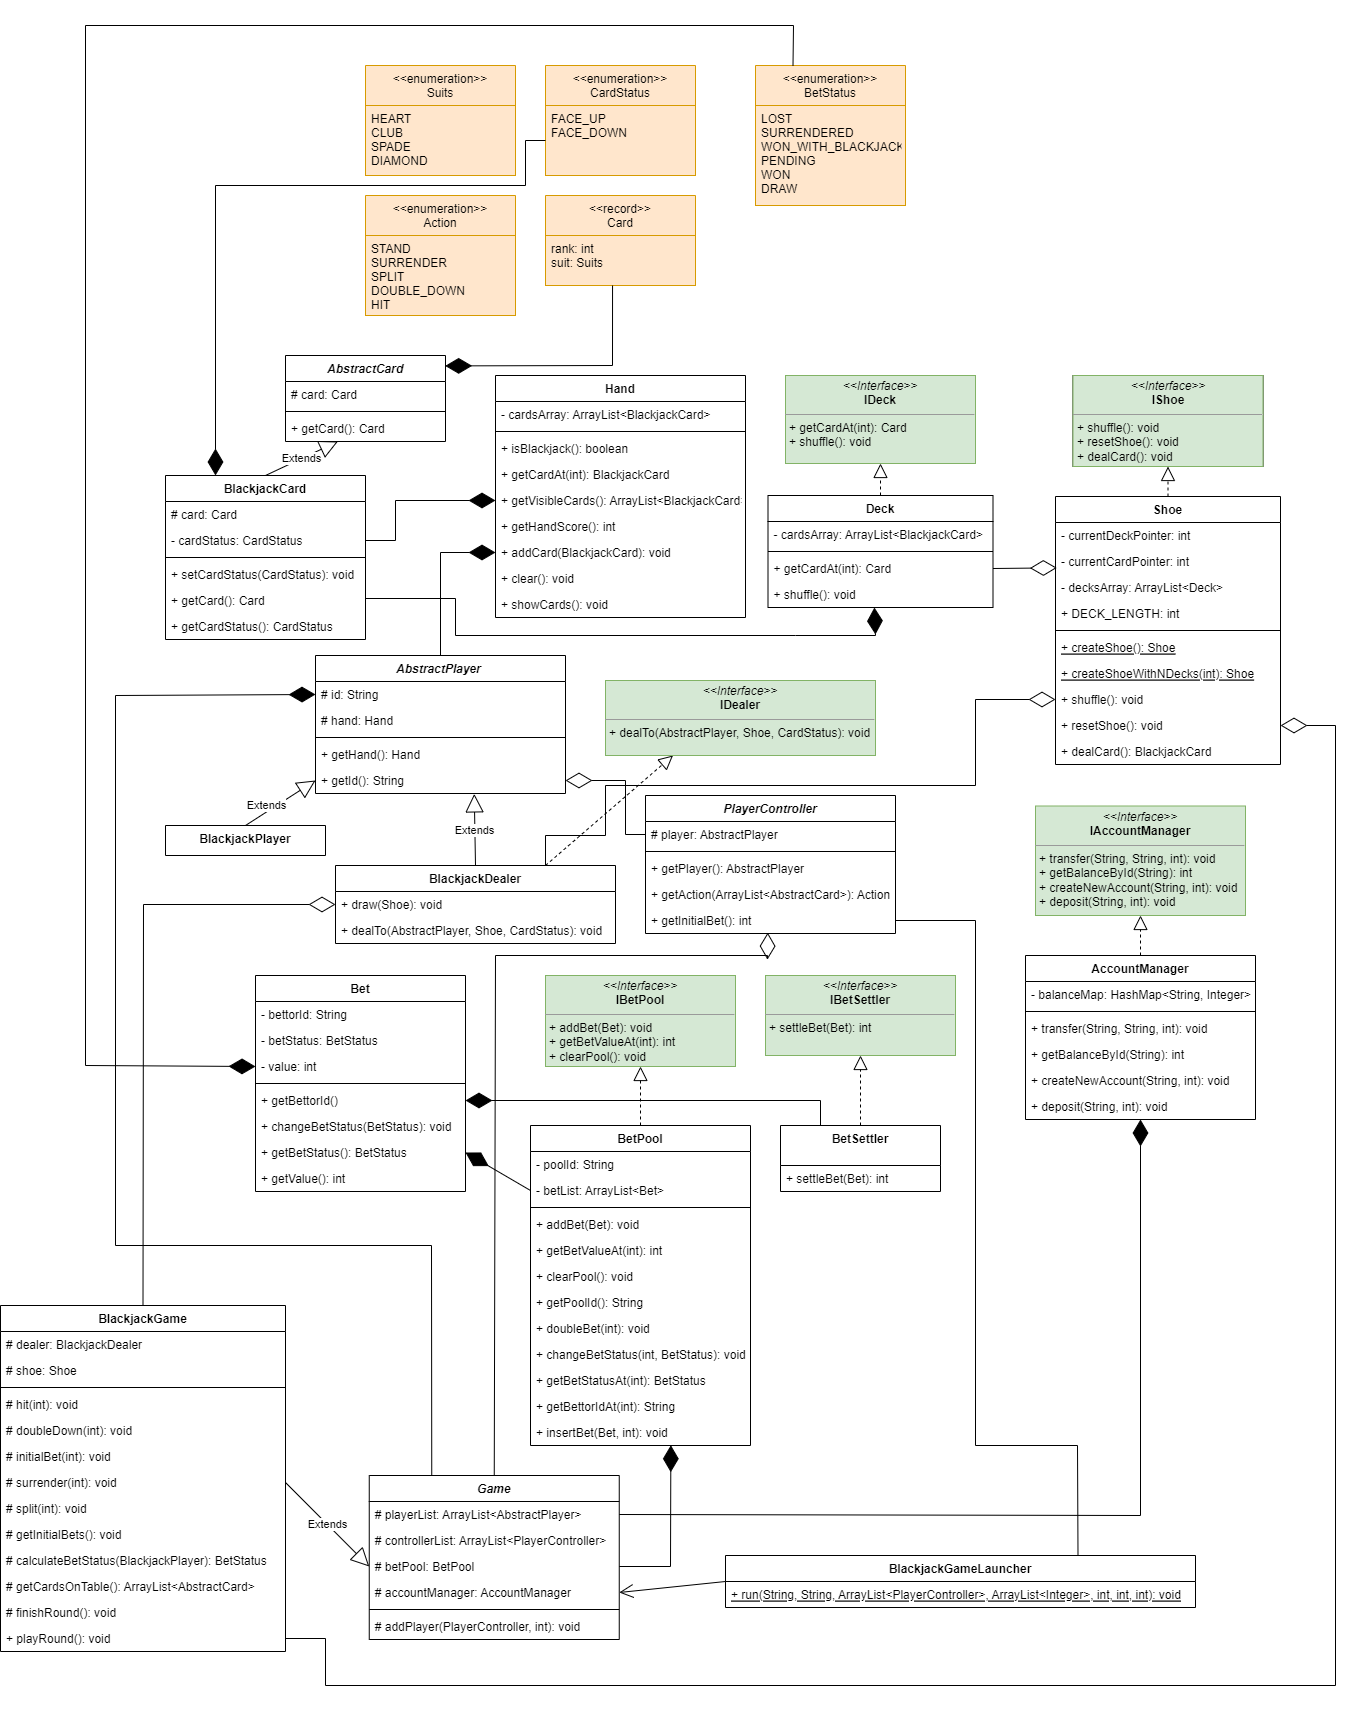 <<enumeration>>
Suits
HEART
CLUB
SPADE
DIAMOND
<<enumeration>>
CardStatus
FACE_UP
FACE_DOWN
<<enumeration>>
BetStatus
LOST
SURRENDERED
WON_WITH_BLACKJACK
PENDING
WON
DRAW
<<enumeration>>
Action
STAND
SURRENDER
SPLIT
DOUBLE_DOWN
HIT
<<record>>
Card
rank: int
suit: Suits
AbstractCard
# card: Card
+ getCard(): Card
Extends
Hand
- cardsArray: ArrayList<BlackjackCard>
+ isBlackjack(): boolean
+ getCardAt(int): BlackjackCard
+ getVisibleCards(): ArrayList<BlackjackCard
+ getHandScore(): int
+ addCard(BlackjackCard): void
+ clear(): void
+ showCards(): void
<<Interface>>
IDeck
+ getCardAt(int): Card
+ shuffle(): void
<<Interface>>
IShoe
+ shuffle(): void
+ resetShoe(): void
+ dealCard(): void
BlackjackCard
# card: Card
- cardStatus: CardStatus
+ setCardStatus(CardStatus): void
+ getCard(): Card
+ getCardStatus(): CardStatus
Deck
- cardsArray: ArrayList<BlackjackCard>
+ getCardAt(int): Card
+ shuffle(): void
Shoe
- currentDeckPointer: int
- currentCardPointer: int
- decksArray: ArrayList<Deck>
+ DECK_LENGTH: int
+ createShoe(): Shoe
+ createShoeWithNDecks(int): Shoe
+ shuffle(): void
+ resetShoe(): void
+ dealCard(): BlackjackCard
AbstractPlayer
# id: String
# hand: Hand
+ getHand(): Hand
+ getId(): String
<<Interface>>
IDealer
+ dealTo(AbstractPlayer, Shoe, CardStatus): void
Extends
BlackjackPlayer
Extends
PlayerController
# player: AbstractPlayer
+ getPlayer(): AbstractPlayer
+ getAction(ArrayList<AbstractCard>): Action
+ getInitialBet(): int
<<Interface>>
IAccountManager
+ transfer(String, String, int): void
+ getBalanceById(String): int
+ createNewAccount(String, int): void
+ deposit(String, int): void
BlackjackDealer
+ draw(Shoe): void
+ dealTo(AbstractPlayer, Shoe, CardStatus): void
Bet
- bettorId: String
- betStatus: BetStatus
- value: int
+ getBettorId()
+ changeBetStatus(BetStatus): void
+ getBetStatus(): BetStatus
+ getValue(): int
<<Interface>>
IBetPool
+ addBet(Bet): void
+ getBetValueAt(int): int
+ clearPool(): void
<<Interface>>
IBetSettler
+ settleBet(Bet): int
AccountManager
- balanceMap: HashMap<String, Integer>
+ transfer(String, String, int): void
+ getBalanceById(String): int
+ createNewAccount(String, int): void
+ deposit(String, int): void
BetPool
- poolId: String
- betList: ArrayList<Bet>
+ addBet(Bet): void
+ getBetValueAt(int): int
+ clearPool(): void
+ getPoolId(): String
+ doubleBet(int): void
+ changeBetStatus(int, BetStatus): void
+ getBetStatusAt(int): BetStatus
+ getBettorIdAt(int): String
+ insertBet(Bet, int): void
BetSettler
+ settleBet(Bet): int
BlackjackGame
# dealer: BlackjackDealer
# shoe: Shoe
# hit(int): void
# doubleDown(int): void
# initialBet(int): void
# surrender(int): void
# split(int): void
# getInitialBets(): void
# calculateBetStatus(BlackjackPlayer): BetStatus
# getCardsOnTable(): ArrayList<AbstractCard>
# finishRound(): void
+ playRound(): void
Extends
Game
# playerList: ArrayList<AbstractPlayer>
# controllerList: ArrayList<PlayerController>
# betPool: BetPool
# accountManager: AccountManager
# addPlayer(PlayerController, int): void
BlackjackGameLauncher
+ run(String, String, ArrayList<PlayerController>, ArrayList<Integer>, int, int, int): void